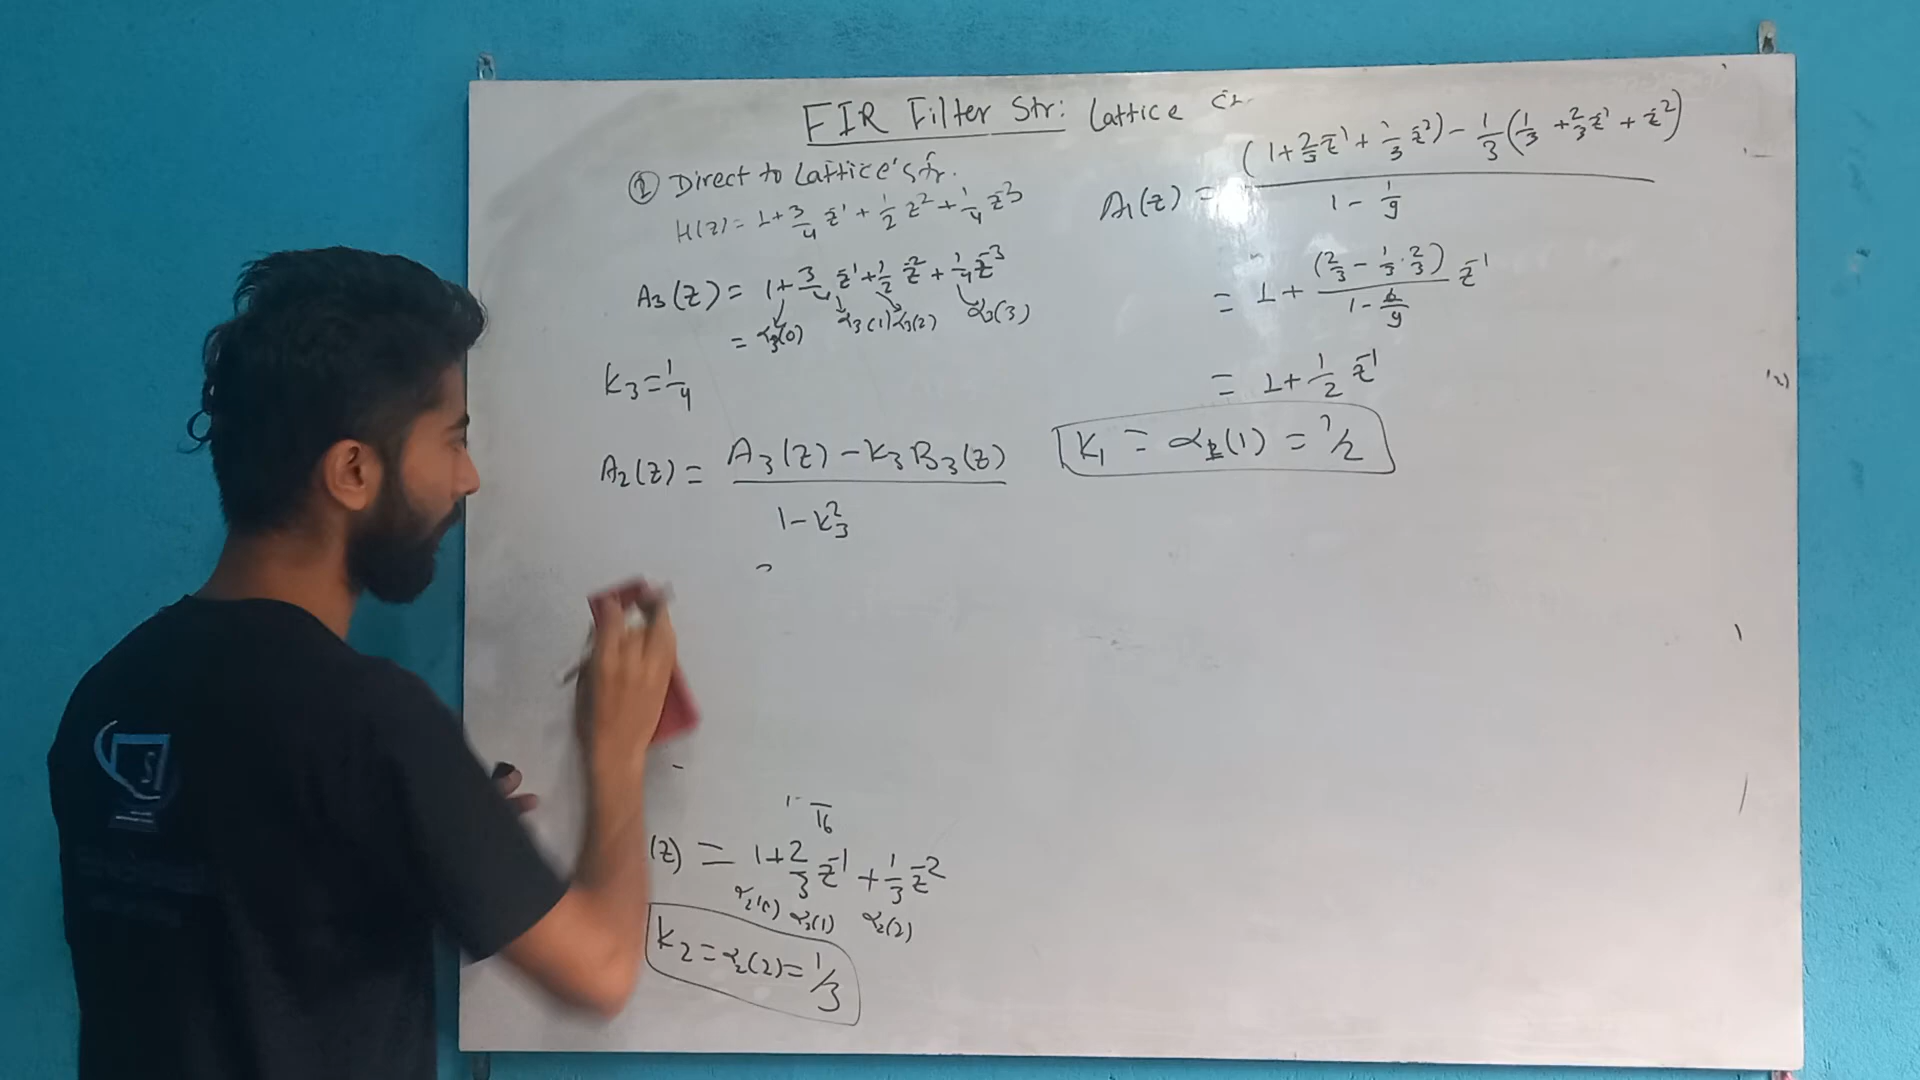 FIR Filter Str: Lattice
① Direct to Lattice's str.
H(z) = 1 + 3/4 z^-1 + 1/2 z^-2 + 1/4 z^-3
A3(z) = 1 + 3/4 z^-1 + 1/2 z^-2 + 1/4 z^-3
= α3(0) α3(1) α3(2) α3(3)
K3 = 1/4
A2(z) = A3(z) - K3 B3(z)
1 - K3^2
1 - 16
(z) = 1 + 2/3 z^-1 + 1/3 z^-2
α2(1) α2(2)
K2 = α2(2) = 1/3
A1(z) = (1 + 2/3 z^-1 + 1/3 z^-2) - 1/3 (1/3 + 2/3 z^-1 + z^-2)
1 - 1/9
= 1 + (2/3 - 1/3 · 2/3) z^-1
1 - 1/9
= 1 + 1/2 z^-1
K1 = α1(1) = 1/2